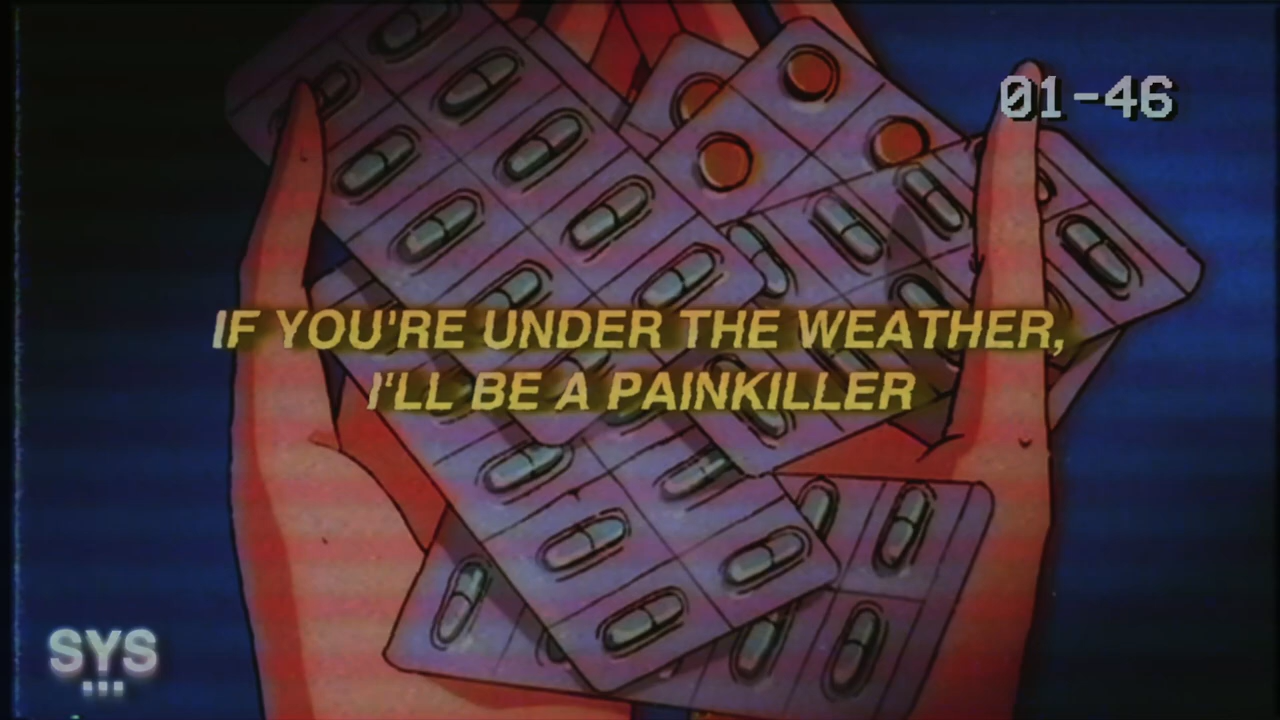 01-46
IF YOU'RE UNDER THE WEATHER,
I'LL BE A PAINKILLER
SYS